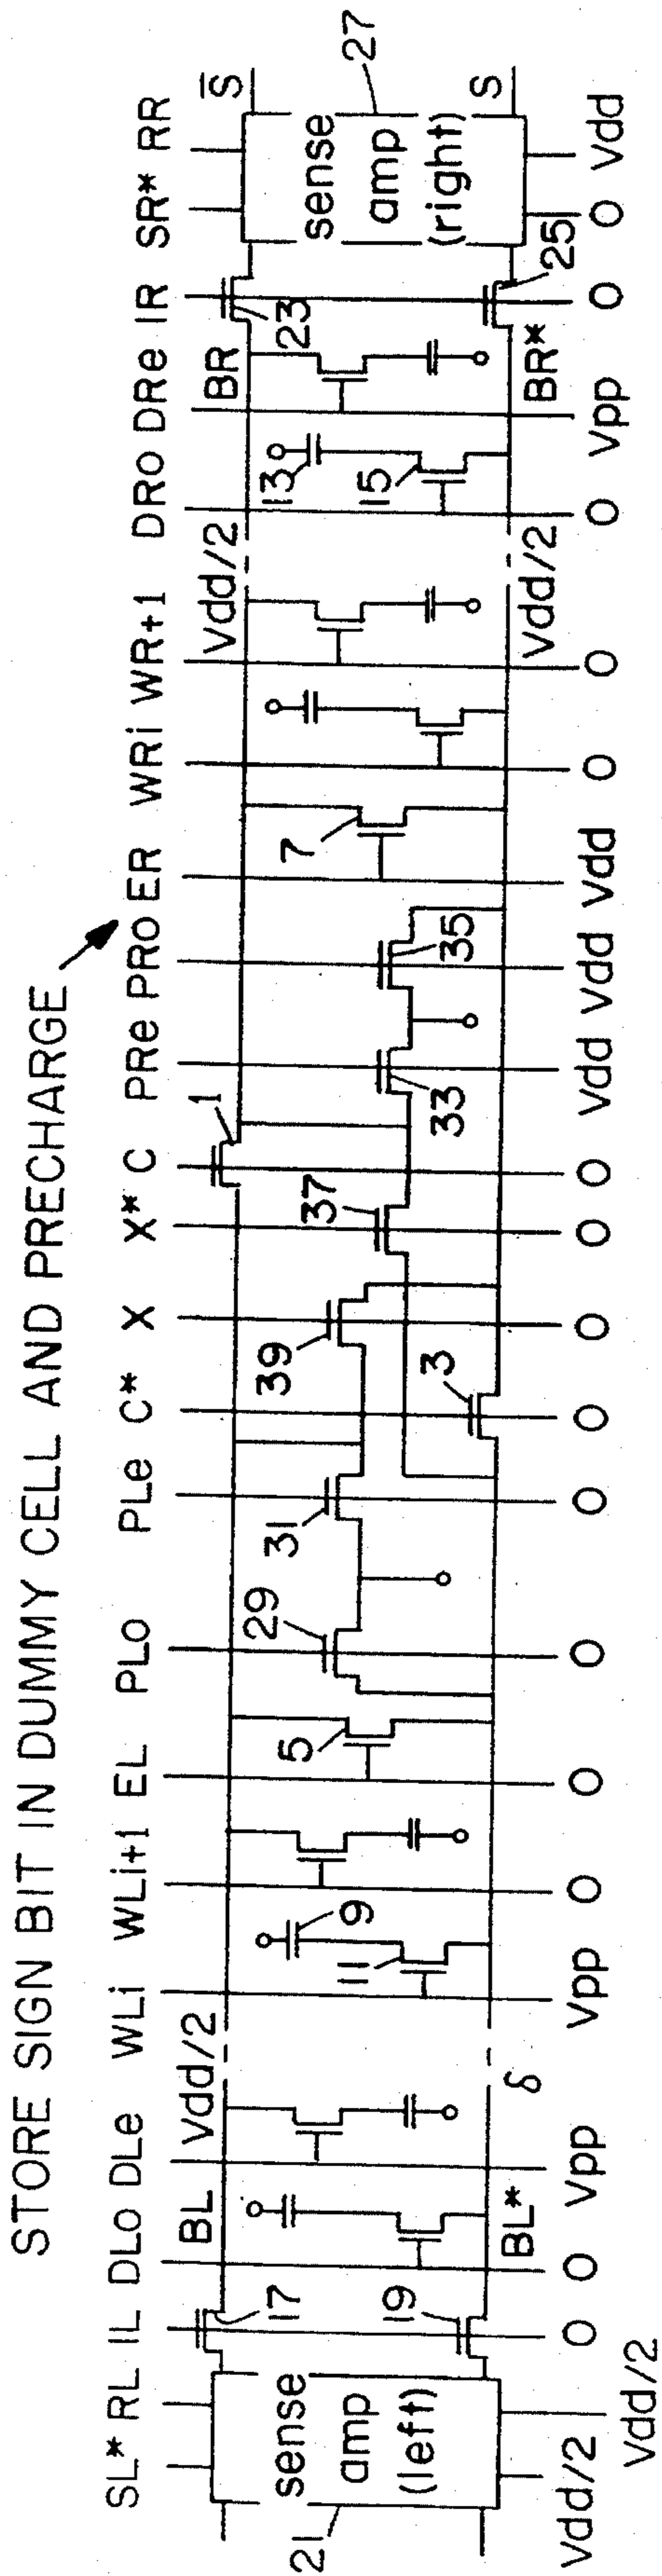 STORE SIGN BIT IN DUMMY CELL AND PRECHARGE
SL* RL IL DLo DLe WLi WLi+1 EL PLo PLe C* X X* C PRe PRo ER WRi WR+1 DRo DRe IR SR* RR
BL Vdd/2 Vdd/2 BR S̄
1
17 9 5 29 31 39 37 7 13 23 27
sense amp (left)
sense amp (right)
21 19 11 3 33 35 15 25
BL* δ Vdd/2 BR* S
Vdd/2 Vdd/2 0 0 Vpp Vpp 0 0 0 0 0 0 0 0 Vdd Vdd Vdd 0 0 0 Vpp 0 0 Vdd